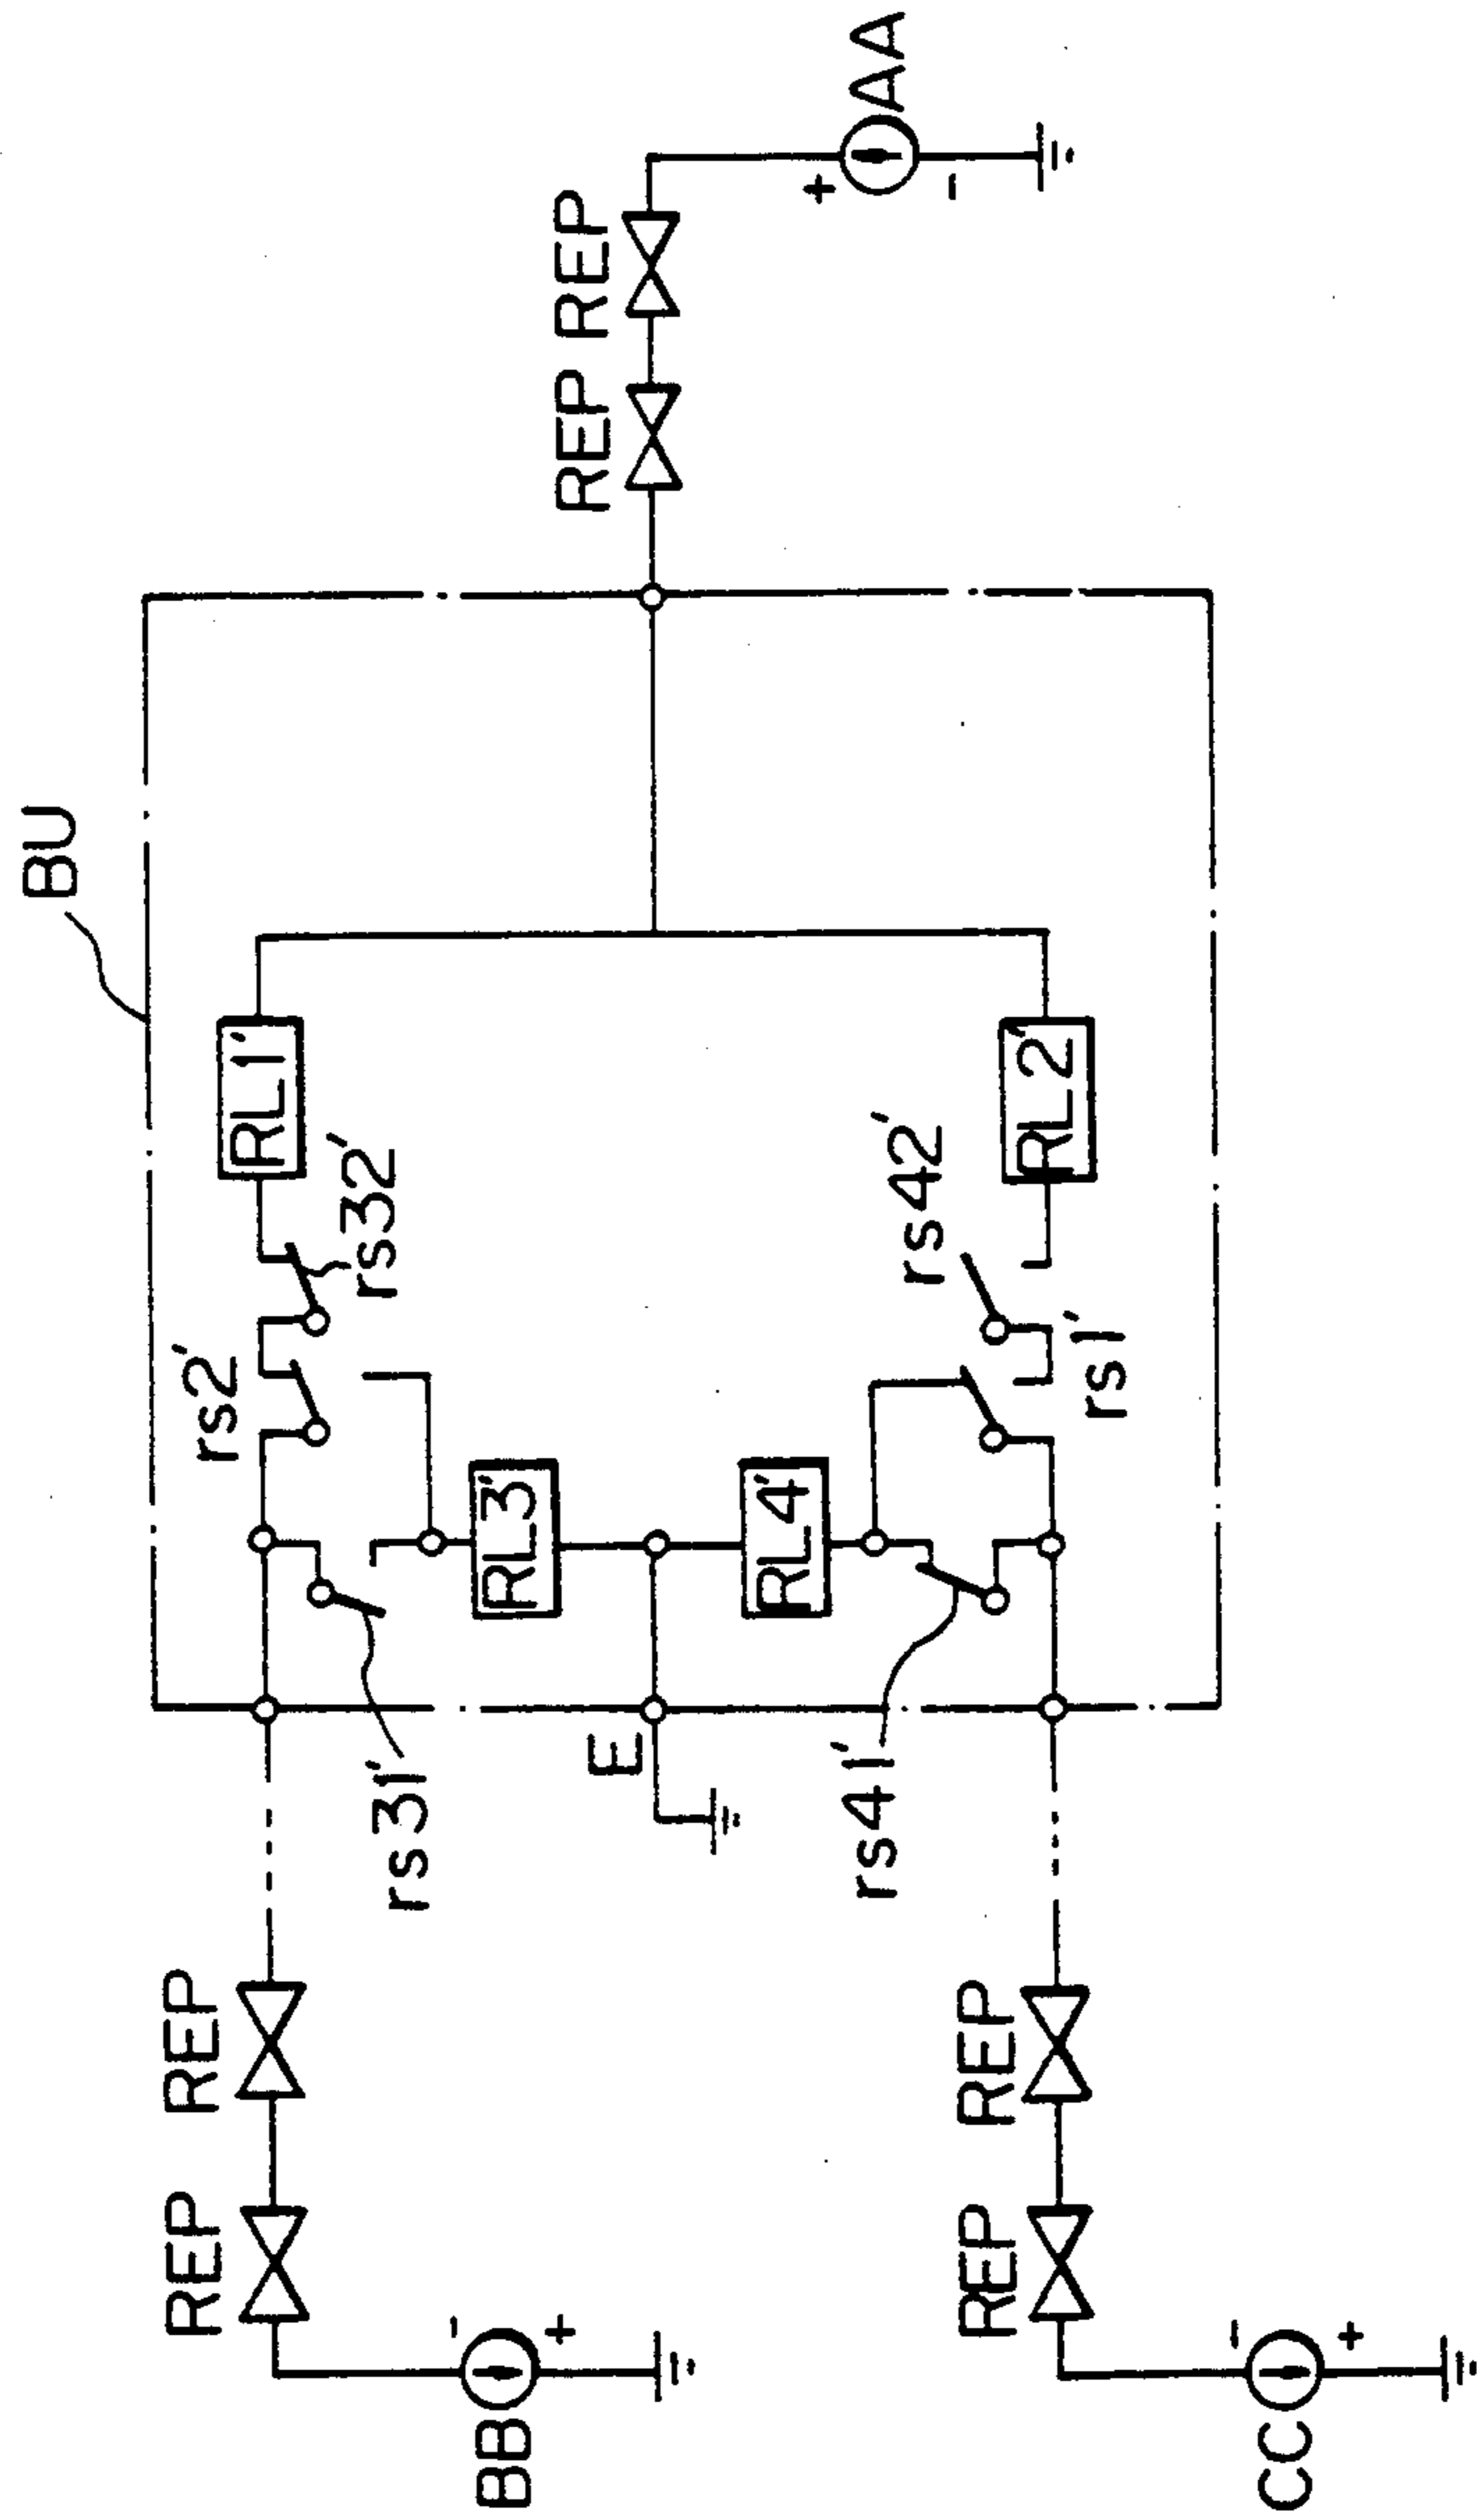 BU
REP REP
AA
RL1'
rs32'
rs2'
RL3'
rs31'
E
RL4'
rs41'
rs42'
RL2'
rs1'
REP
REP
BB
REP
REP
CC
+
-
-
+
-
+